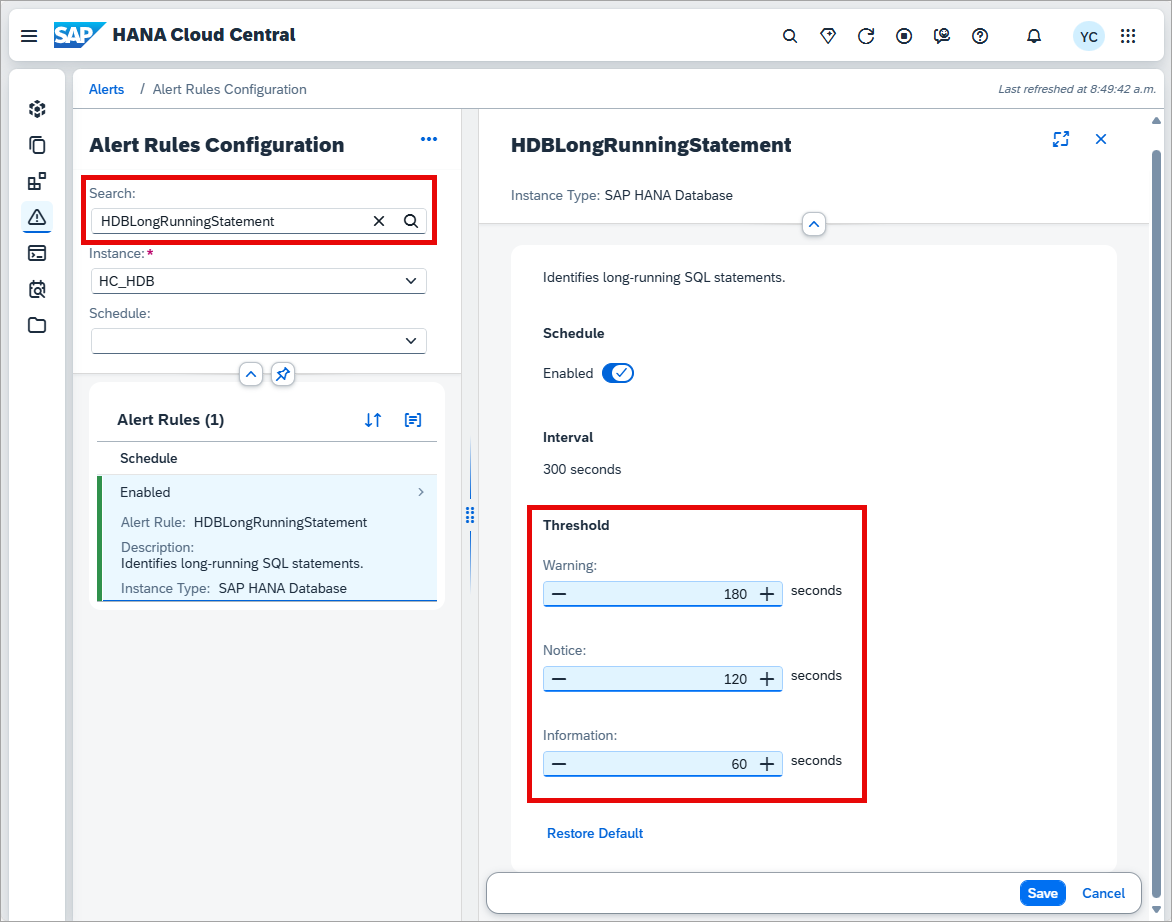 SAP HANA Cloud Central
YC
Alerts / Alert Rules Configuration
Last refreshed at 8:49:42 a.m.
Alert Rules Configuration
Search:
HDBLongRunningStatement
Instance:*
HC_HDB
Schedule:
Alert Rules (1)
Schedule
Enabled
Alert Rule: HDBLongRunningStatement
Description:
Identifies long-running SQL statements.
Instance Type: SAP HANA Database
HDBLongRunningStatement
Instance Type: SAP HANA Database
Identifies long-running SQL statements.
Schedule
Enabled
Interval
300 seconds
Threshold
Warning:
180 seconds
Notice:
120 seconds
Information:
60 seconds
Restore Default
Save Cancel